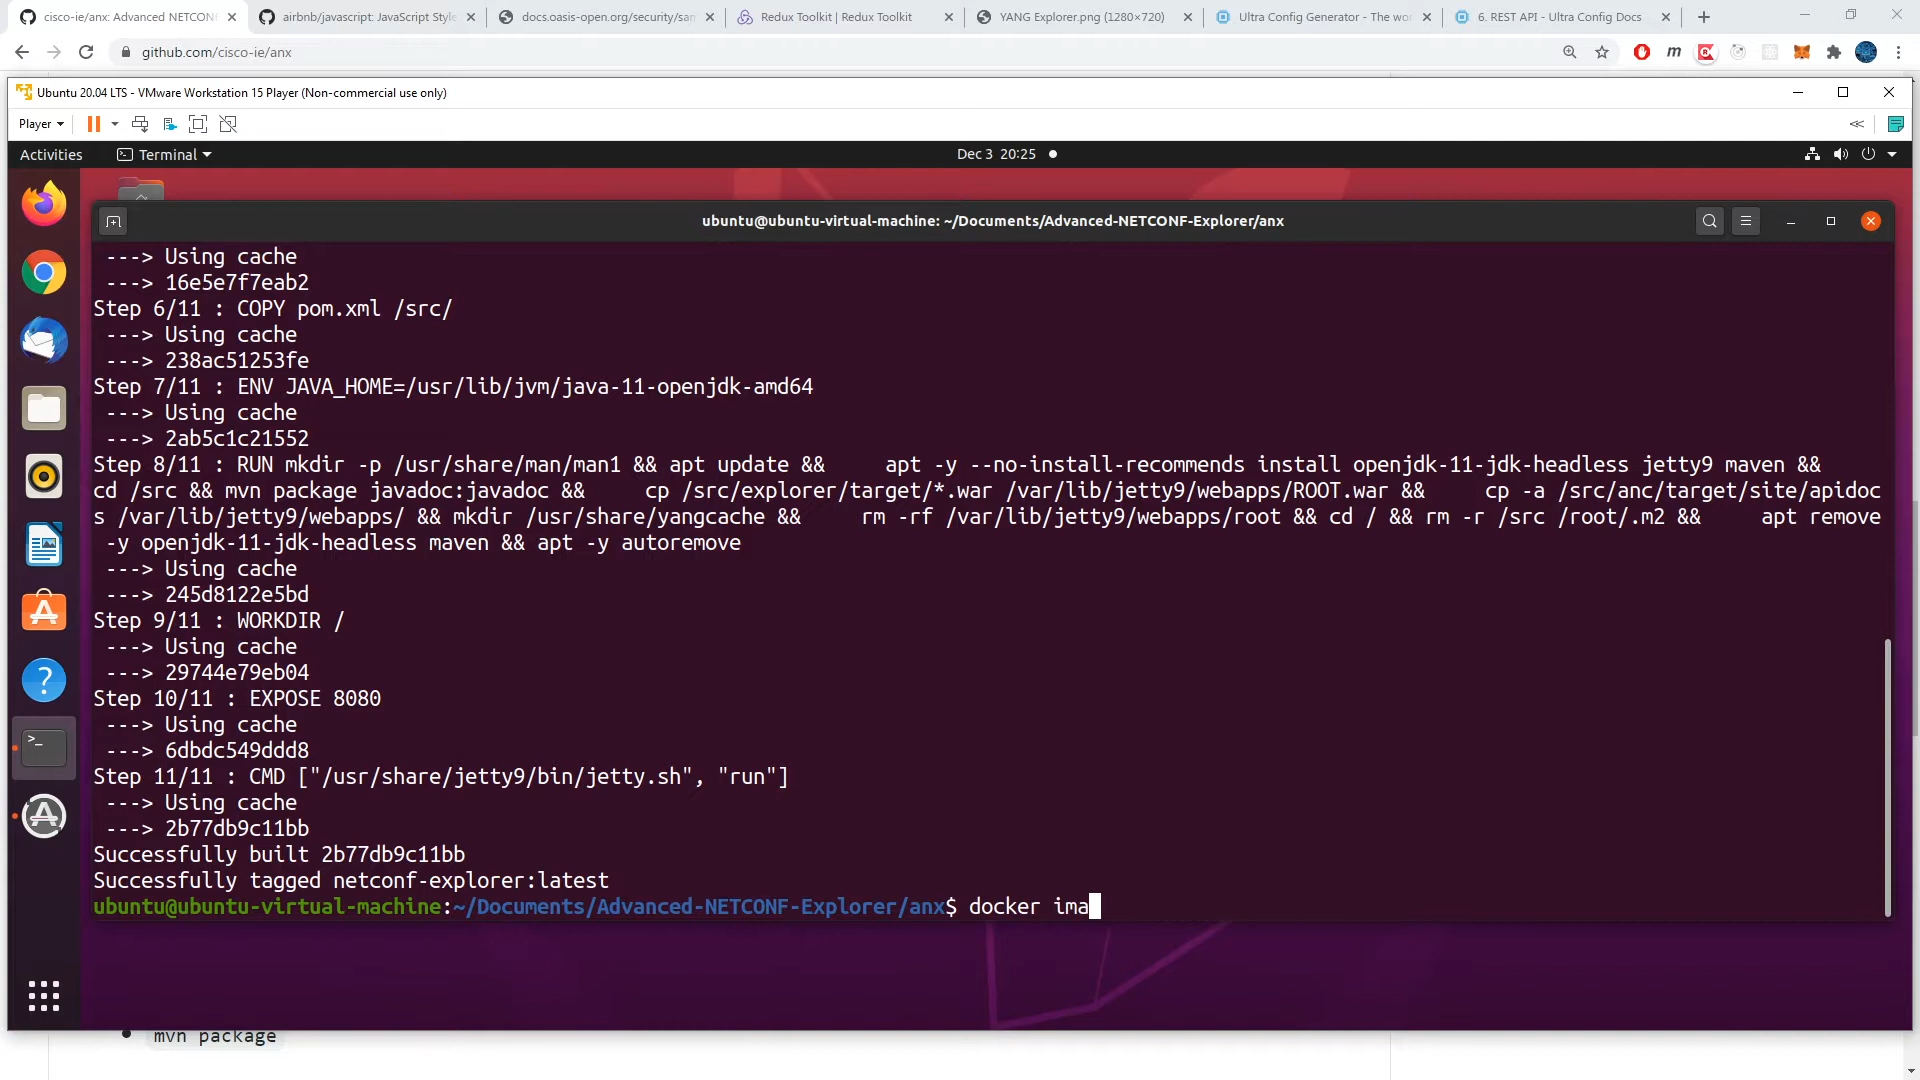 cisco-ie/anx: Advanced NETCONF
airbnb/javascript: JavaScript Style
docs.oasis-open.org/security/sam
Redux Toolkit | Redux Toolkit
YANG Explorer.png (1280×720)
Ultra Config Generator - The wor
6. REST API - Ultra Config Docs
github.com/cisco-ie/anx
Ubuntu 20.04 LTS - VMware Workstation 15 Player (Non-commercial use only)
Player
Activities
Terminal
Dec 3 20:25
ubuntu@ubuntu-virtual-machine: ~/Documents/Advanced-NETCONF-Explorer/anx
---> Using cache
---> 16e5e7f7eab2
Step 6/11 : COPY pom.xml /src/
---> Using cache
---> 238ac51253fe
Step 7/11 : ENV JAVA_HOME=/usr/lib/jvm/java-11-openjdk-amd64
---> Using cache
---> 2ab5c1c21552
Step 8/11 : RUN mkdir -p /usr/share/man/man1 && apt update &&     apt -y --no-install-recommends install openjdk-11-jdk-headless jetty9 maven &&
cd /src && mvn package javadoc:javadoc &&     cp /src/explorer/target/*.war /var/lib/jetty9/webapps/ROOT.war &&     cp -a /src/anc/target/site/apidoc
s /var/lib/jetty9/webapps/ && mkdir /usr/share/yangcache &&     rm -rf /var/lib/jetty9/webapps/root && cd / && rm -r /src /root/.m2 &&     apt remove
-y openjdk-11-jdk-headless maven && apt -y autoremove
---> Using cache
---> 245d8122e5bd
Step 9/11 : WORKDIR /
---> Using cache
---> 29744e79eb04
Step 10/11 : EXPOSE 8080
---> Using cache
---> 6dbdc549ddd8
Step 11/11 : CMD ["/usr/share/jetty9/bin/jetty.sh", "run"]
---> Using cache
---> 2b77db9c11bb
Successfully built 2b77db9c11bb
Successfully tagged netconf-explorer:latest
ubuntu@ubuntu-virtual-machine:~/Documents/Advanced-NETCONF-Explorer/anx$ docker ima
mvn package